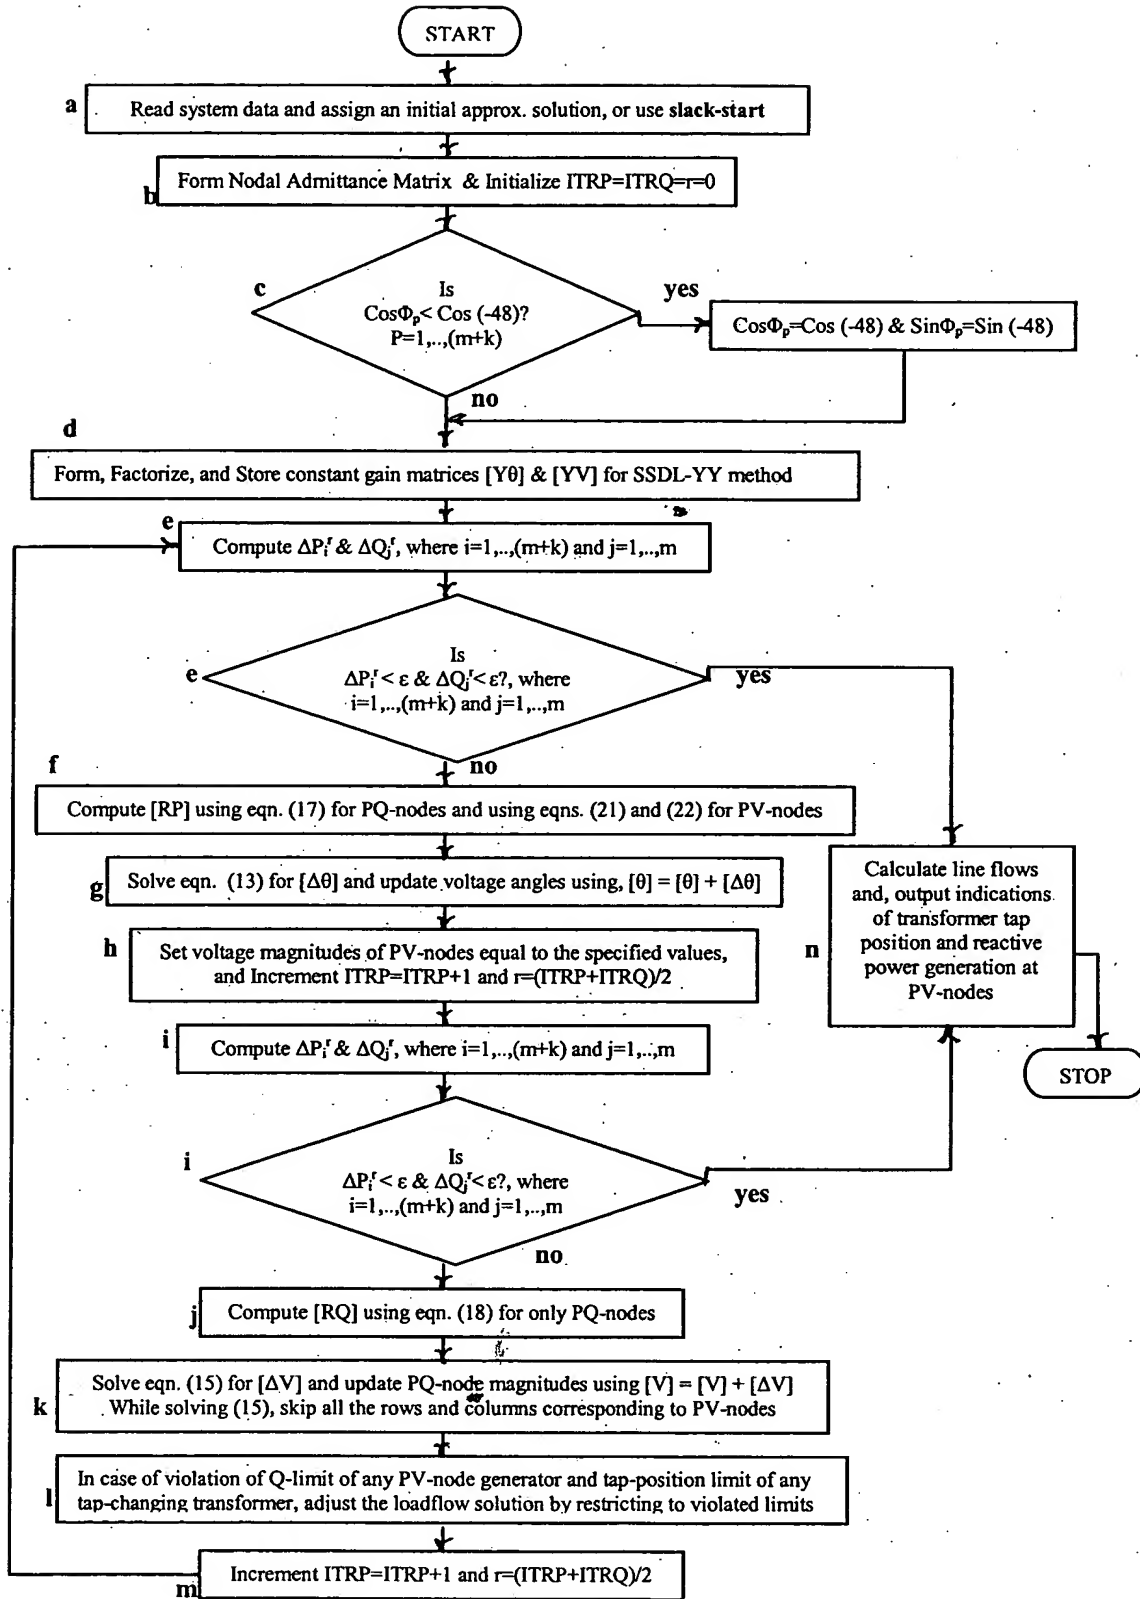 START
a
Read system data and assign an initial approx. solution, or use slack-start
b
Form Nodal Admittance Matrix & Initialize ITRP=ITRQ=r=0
c
Is
CosΦp< Cos (-48)?
P=1,..,(m+k)
yes
CosΦp=Cos (-48) & SinΦp=Sin (-48)
no
d
Form, Factorize, and Store constant gain matrices [Yθ] & [YV] for SSDL-YY method
e
Compute ΔPiʳ & ΔQjʳ, where i=1,..,(m+k) and j=1,..,m
e
Is
ΔPiʳ< ε & ΔQjʳ< ε?, where
i=1,..,(m+k) and j=1,..,m
yes
no
f
Compute [RP] using eqn. (17) for PQ-nodes and using eqns. (21) and (22) for PV-nodes
g
Solve eqn. (13) for [Δθ] and update voltage angles using, [θ] = [θ] + [Δθ]
h
Set voltage magnitudes of PV-nodes equal to the specified values,
and Increment ITRP=ITRP+1 and r=(ITRP+ITRQ)/2
n
Calculate line flows
and, output indications
of transformer tap
position and reactive
power generation at
PV-nodes
STOP
i
Compute ΔPiʳ & ΔQjʳ, where i=1,..,(m+k) and j=1,..,m
i
Is
ΔPiʳ< ε & ΔQjʳ< ε?, where
i=1,..,(m+k) and j=1,..,m
yes
no
j
Compute [RQ] using eqn. (18) for only PQ-nodes
k
Solve eqn. (15) for [ΔV] and update PQ-node magnitudes using [V] = [V] + [ΔV]
While solving (15), skip all the rows and columns corresponding to PV-nodes
l
In case of violation of Q-limit of any PV-node generator and tap-position limit of any
tap-changing transformer, adjust the loadflow solution by restricting to violated limits
m
Increment ITRP=ITRP+1 and r=(ITRP+ITRQ)/2